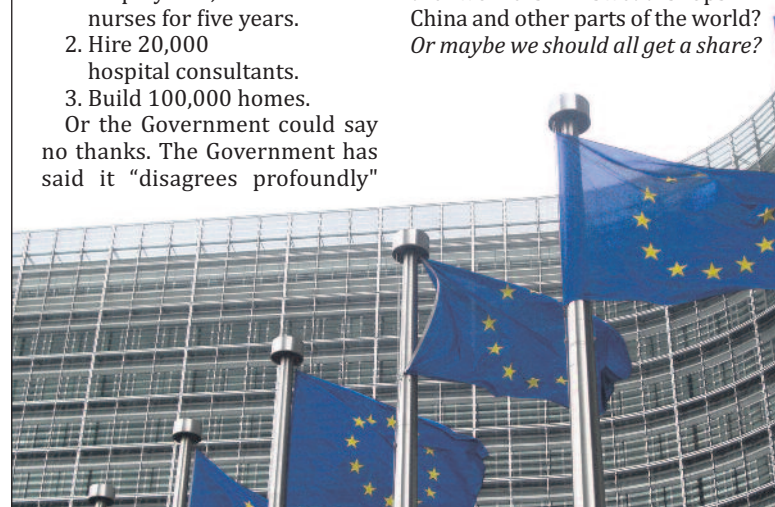 nurses for five years.
2. Hire 20,000
hospital consultants.
3. Build 100,000 homes.
Or the Government could say
no thanks. The Government has
said it “disagrees profoundly"
China and other parts of the world?
Or maybe we should all get a share?